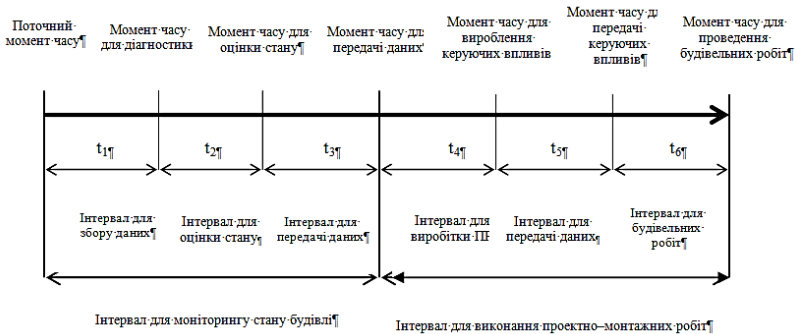 Поточний·
момент·часу¶
Момент·часу·
для·діагностики
Момент·часу·для·
оцінки·стану¶
Момент·часу·для
передачі·даних
Момент·часу·для·
вироблення·
керуючих·впливів
Момент·часу·
передачі·
керуючих·
впливів¶
Момент·часу·для·
проведення·
будівельних·робіт¶
t1¶
t2¶
t3¶
t4¶
t5¶
t6¶
Інтервал·для·
збору·даних¶
Інтервал·для·
оцінки·стану¶
Інтервал·для·
передачі·даних¶
Інтервал·для
виробітки·ПР
Інтервал·для·
передачі·даних¶
Інтервал·для·
будівельних·
робіт¶
Інтервал·для·моніторингу·стану·будівлі¶
Інтервал·для·виконання·проектно–монтажних·робіт¶